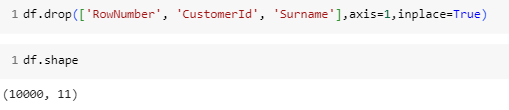 1 df.drop(['RowNumber', 'CustomerId', 'Surname'],axis=1,inplace=True)
1 df.shape
(10000, 11)